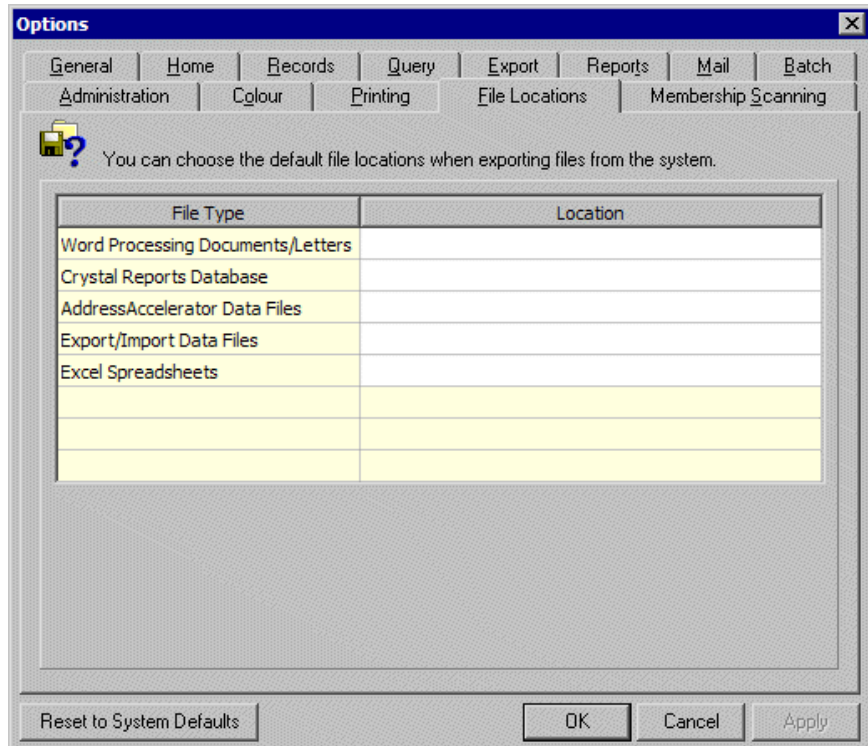 Options
General Home Records Query Export Reports Mail Batch
Administration Colour Printing File Locations Membership Scanning
You can choose the default file locations when exporting files from the system.
File Type Location
Word Processing Documents/Letters
Crystal Reports Database
AddressAccelerator Data Files
Export/Import Data Files
Excel Spreadsheets
Reset to System Defaults OK Cancel Apply